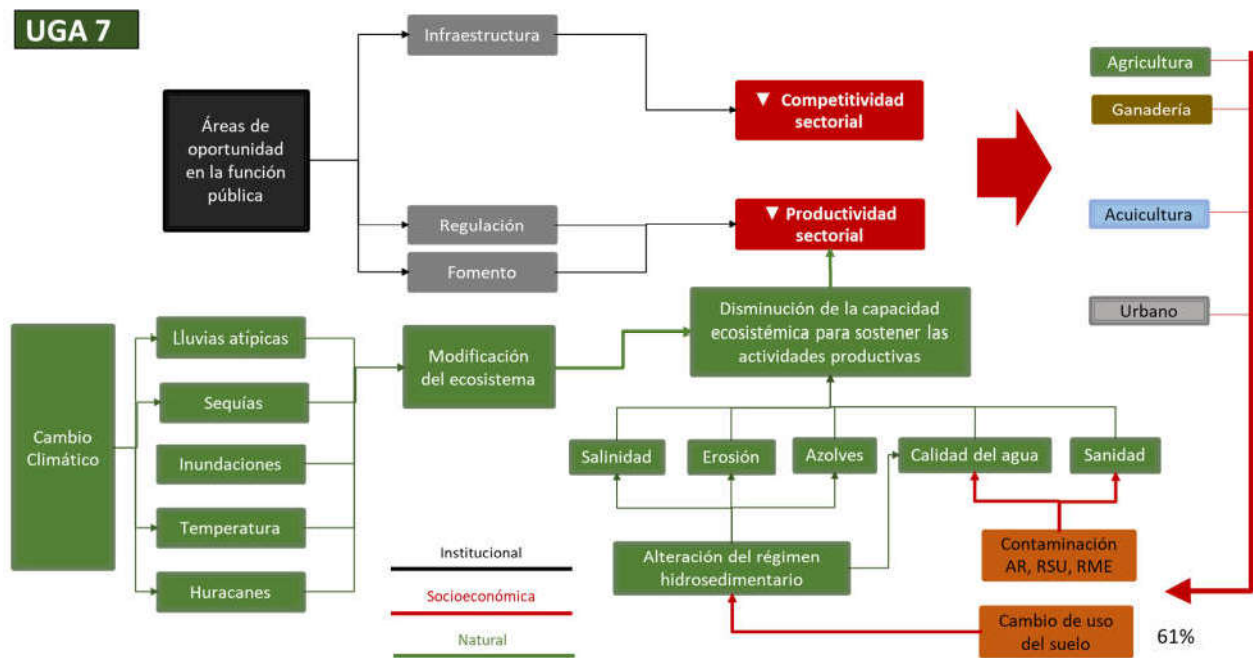 UGA 7
Áreas de
oportunidad
en la función
pública
Infraestructura
Regulación
Fomento
▼ Competitividad
sectorial
▼ Productividad
sectorial
Agricultura
Ganadería
Acuicultura
Urbano
Cambio
Climático
Lluvias atípicas
Sequías
Inundaciones
Temperatura
Huracanes
Modificación
del ecosistema
Disminución de la capacidad
ecosistémica para sostener las
actividades productivas
Salinidad
Erosión
Azolves
Calidad del agua
Sanidad
Alteración del régimen
hidrosedimentario
Contaminación
AR, RSU, RME
Cambio de uso
del suelo
61%
Institucional
Socioeconómica
Natural